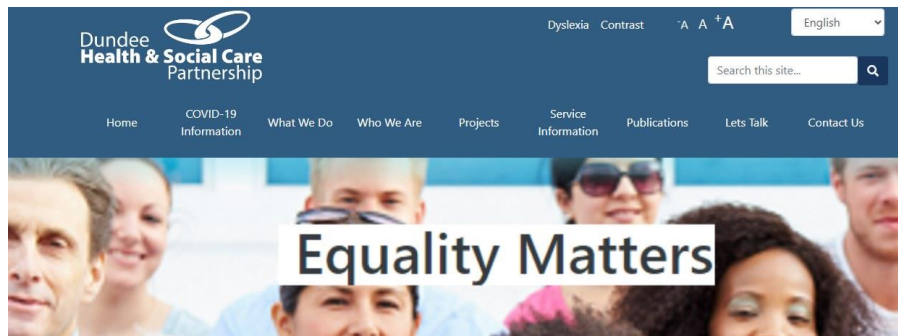 Dundee
Health & Social Care
Partnership
Dyslexia Contrast -A A +A
English
Search this site...
Home
COVID-19
Information
What We Do
Who We Are
Projects
Service
Information
Publications
Lets Talk
Contact Us
Equality Matters